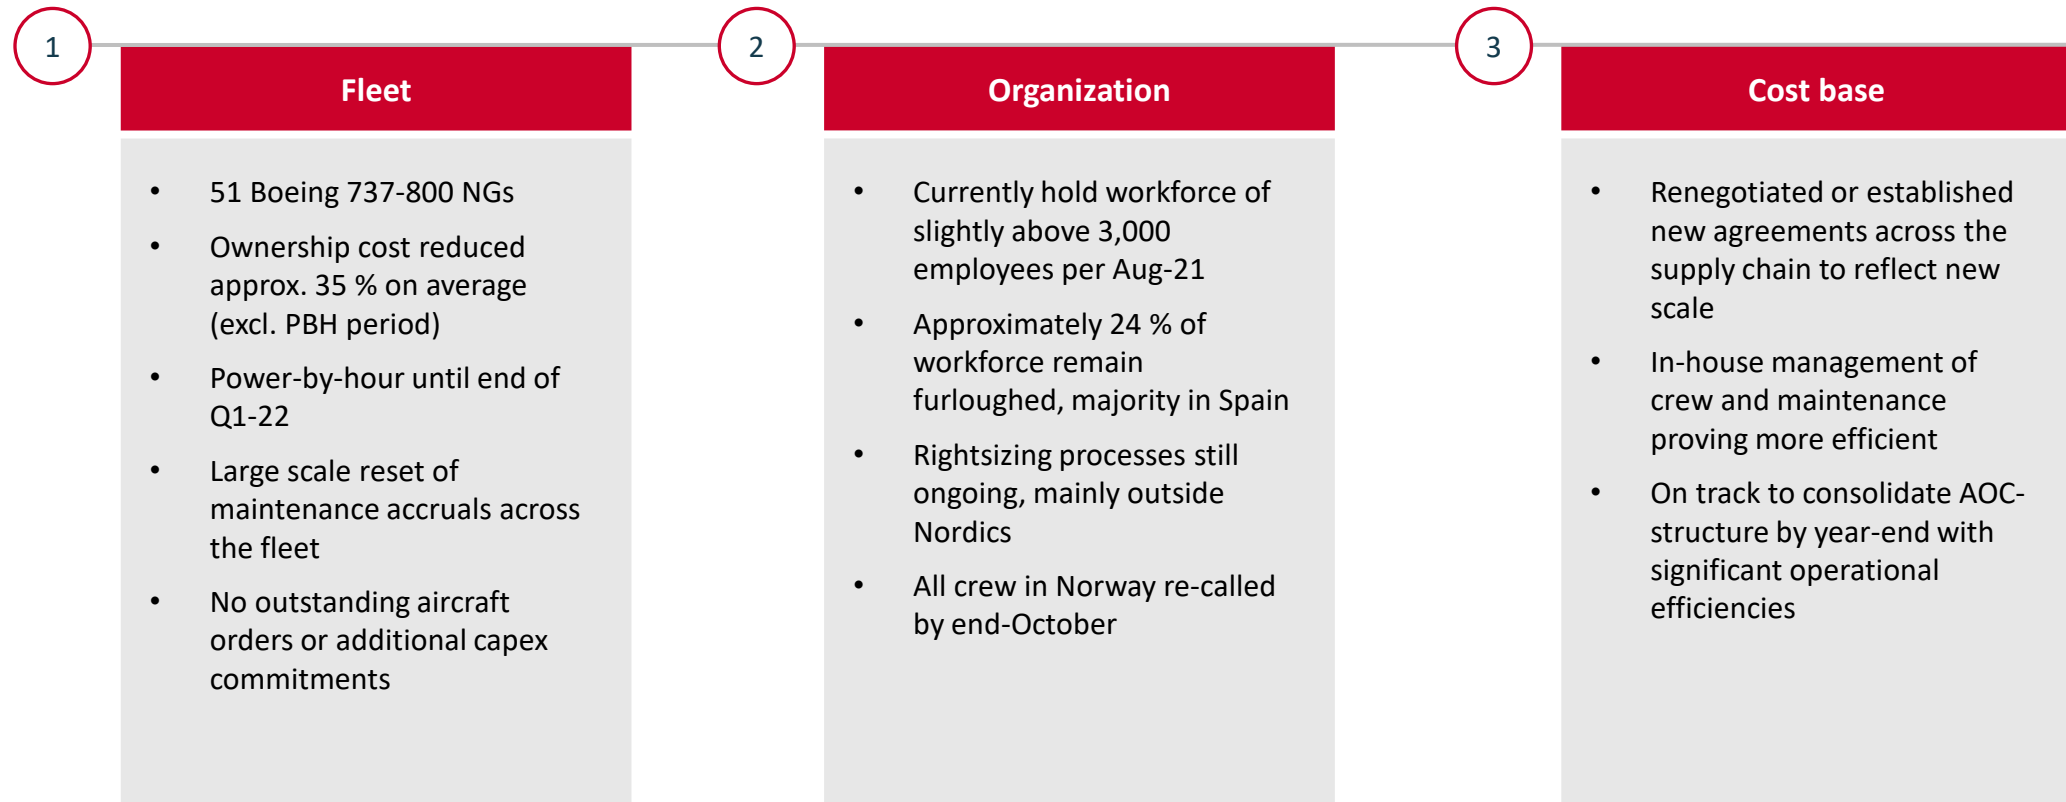 1
Fleet
• 51 Boeing 737-800 NGs
• Ownership cost reduced
approx. 35 % on average
(excl. PBH period)
• Power-by-hour until end of
Q1-22
• Large scale reset of
maintenance accruals across
the fleet
• No outstanding aircraft
orders or additional capex
commitments
2
Organization
• Currently hold workforce of
slightly above 3,000
employees per Aug-21
• Approximately 24 % of
workforce remain
furloughed, majority in Spain
• Rightsizing processes still
ongoing, mainly outside
Nordics
• All crew in Norway re-called
by end-October
3
Cost base
• Renegotiated or established
new agreements across the
supply chain to reflect new
scale
• In-house management of
crew and maintenance
proving more efficient
• On track to consolidate AOC-
structure by year-end with
significant operational
efficiencies